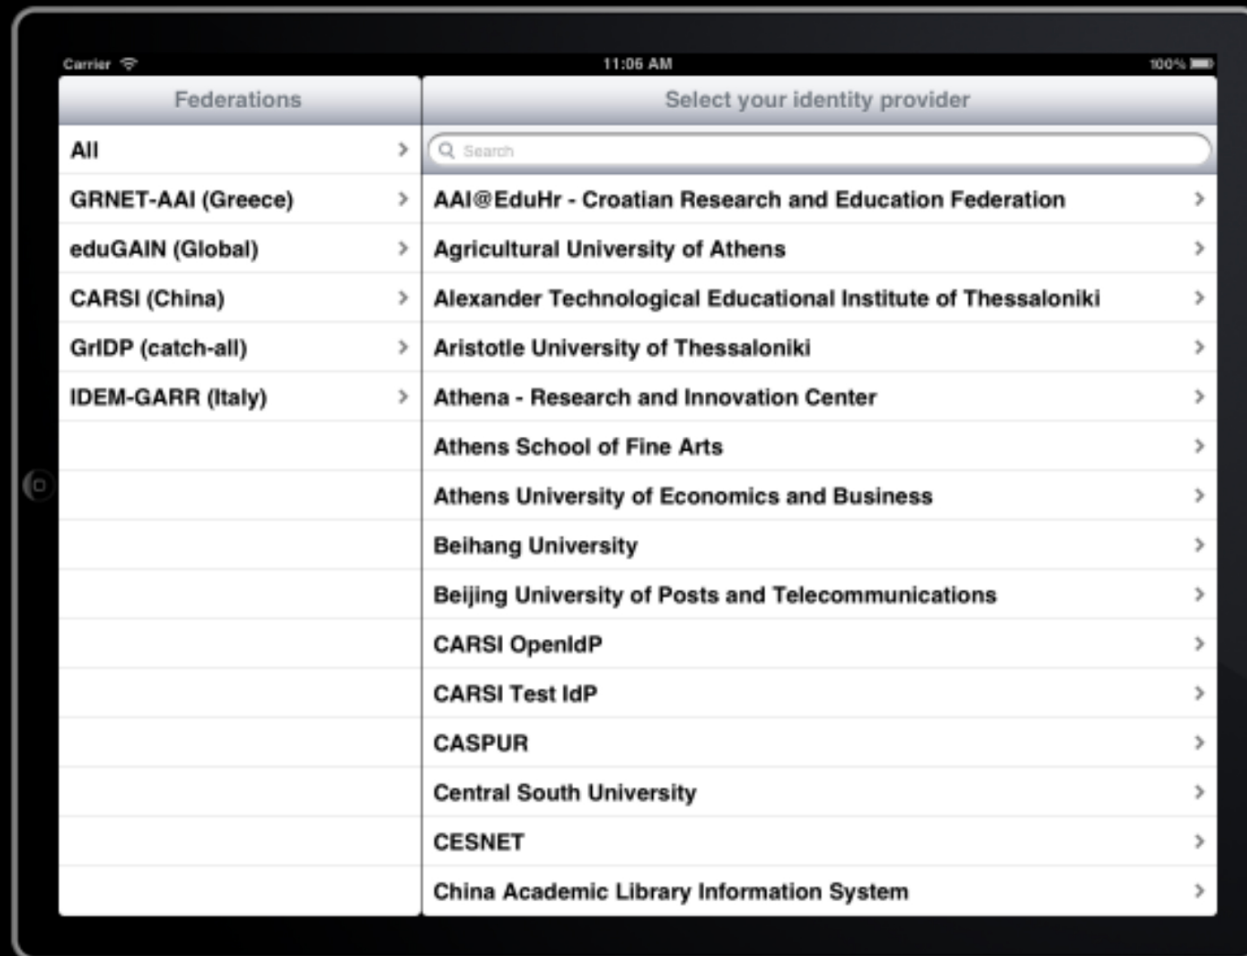 Carrier 11:06 AM 100%
Federations
All
GRNET-AAI (Greece)
eduGAIN (Global)
CARSI (China)
GrIDP (catch-all)
IDEM-GARR (Italy)
Select your identity provider
Search
AAI@EduHr - Croatian Research and Education Federation
Agricultural University of Athens
Alexander Technological Educational Institute of Thessaloniki
Aristotle University of Thessaloniki
Athena - Research and Innovation Center
Athens School of Fine Arts
Athens University of Economics and Business
Beihang University
Beijing University of Posts and Telecommunications
CARSI OpenIdP
CARSI Test IdP
CASPUR
Central South University
CESNET
China Academic Library Information System